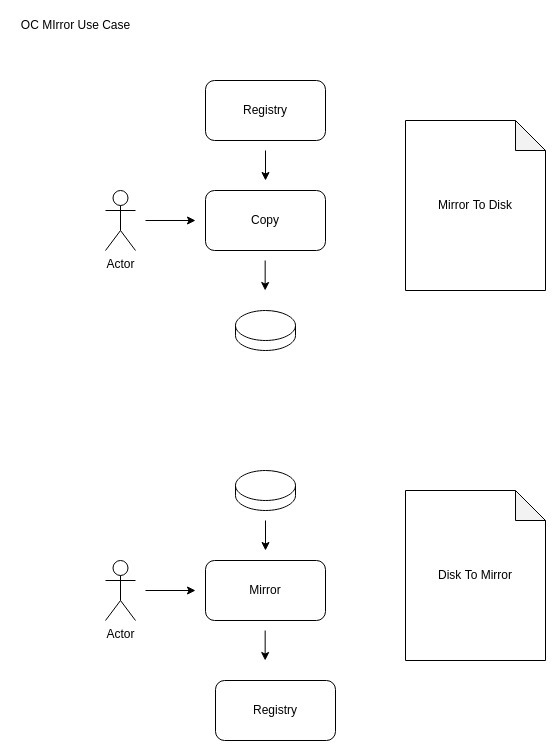 OC MIrror Use Case
Registry
Mirror To Disk
Copy
Actor
Mirror
Disk To Mirror
Actor
Registry